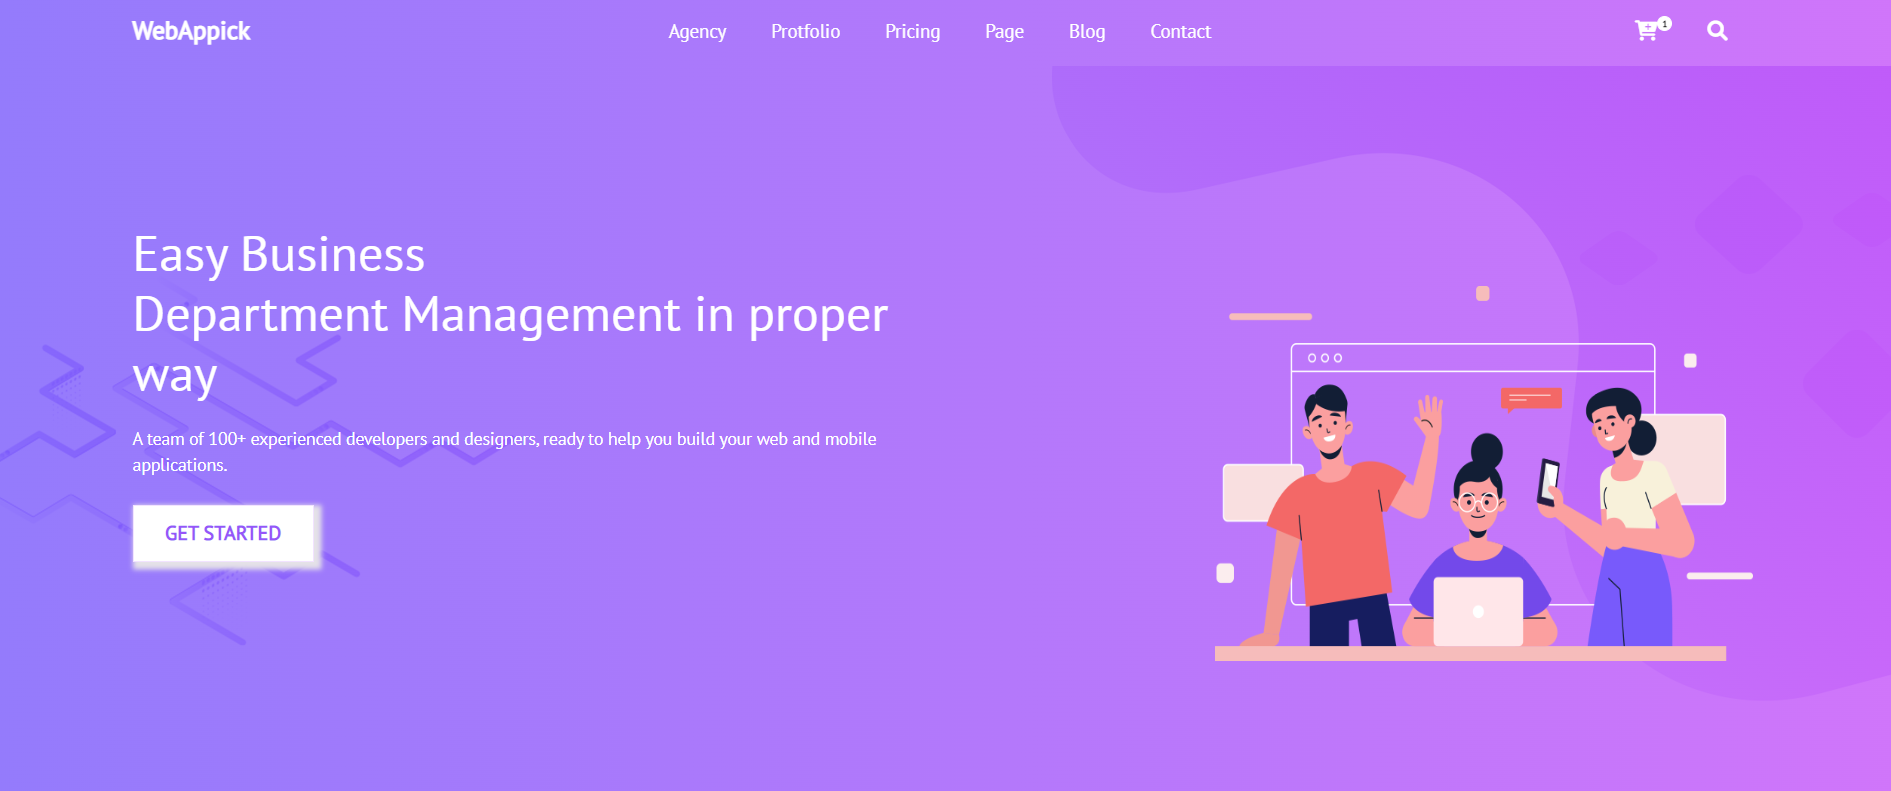 WebAppick
Agency Protfolio Pricing Page Blog Contact
1
Easy Business
Department Management in proper
way
A team of 100+ experienced developers and designers, ready to help you build your web and mobile
applications.
GET STARTED